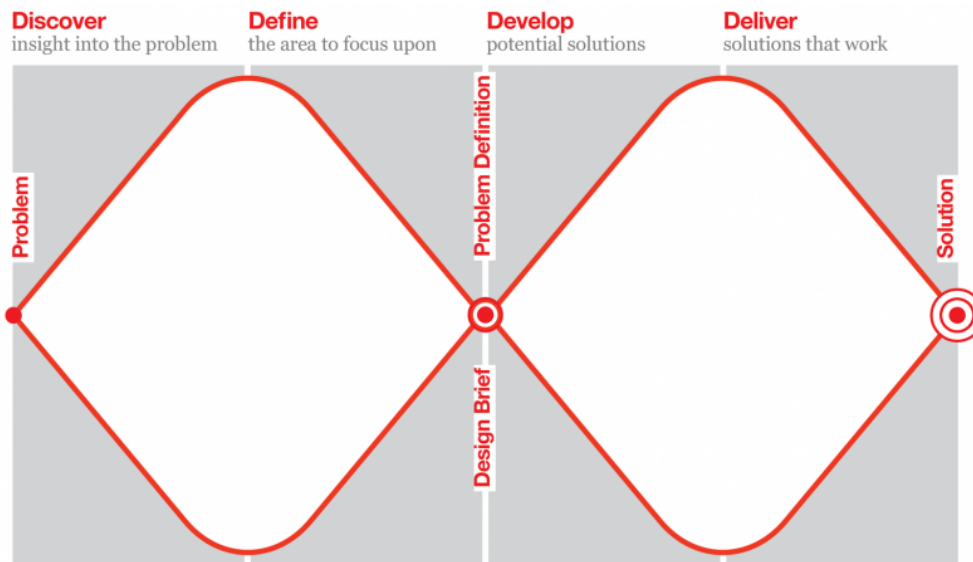 Discover
insight into the problem
Define
the area to focus upon
Develop
potential solutions
Deliver
solutions that work
Problem
Problem Definition
Design Brief
Solution